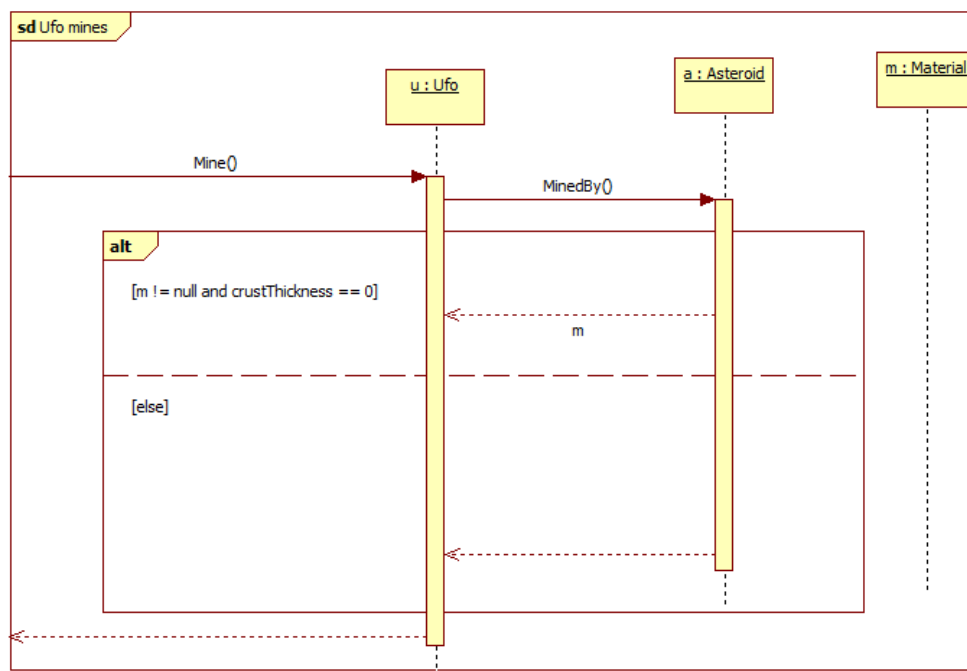 sd Ufo mines
u : Ufo
a : Asteroid
m : Material
Mine()
MinedBy()
alt
[m != null and crustThickness == 0]
m
[else]